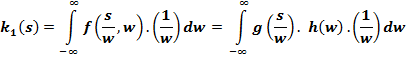 k₁(s) = ∫_{-∞}^{∞} f(s/w, w) . (1/w) dw = ∫_{-∞}^{∞} g(s/w) . h(w) . (1/w) dw